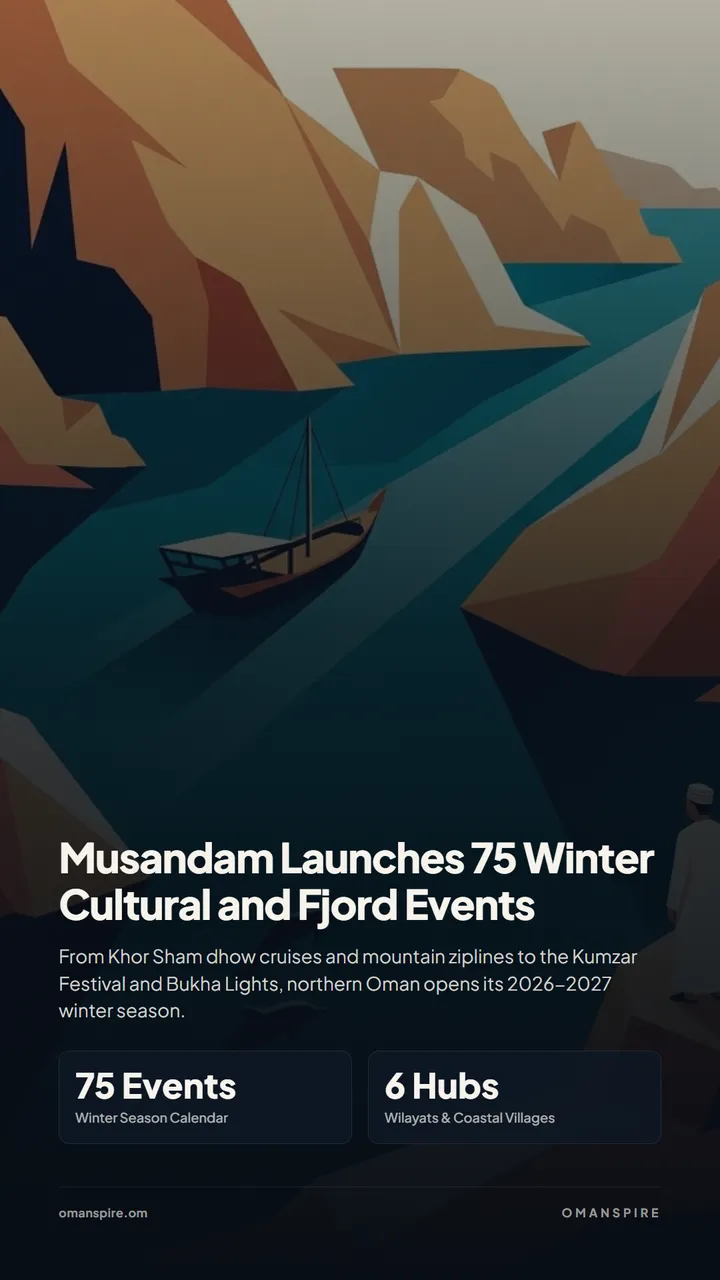 Musandam Launches 75 Winter
Cultural and Fjord Events
From Khor Sham dhow cruises and mountain ziplines to the Kumzar
Festival and Bukha Lights, northern Oman opens its 2026–2027
winter season.
75 Events
Winter Season Calendar
6 Hubs
Wilayats & Coastal Villages
omanspire.om
OMANSPIRE